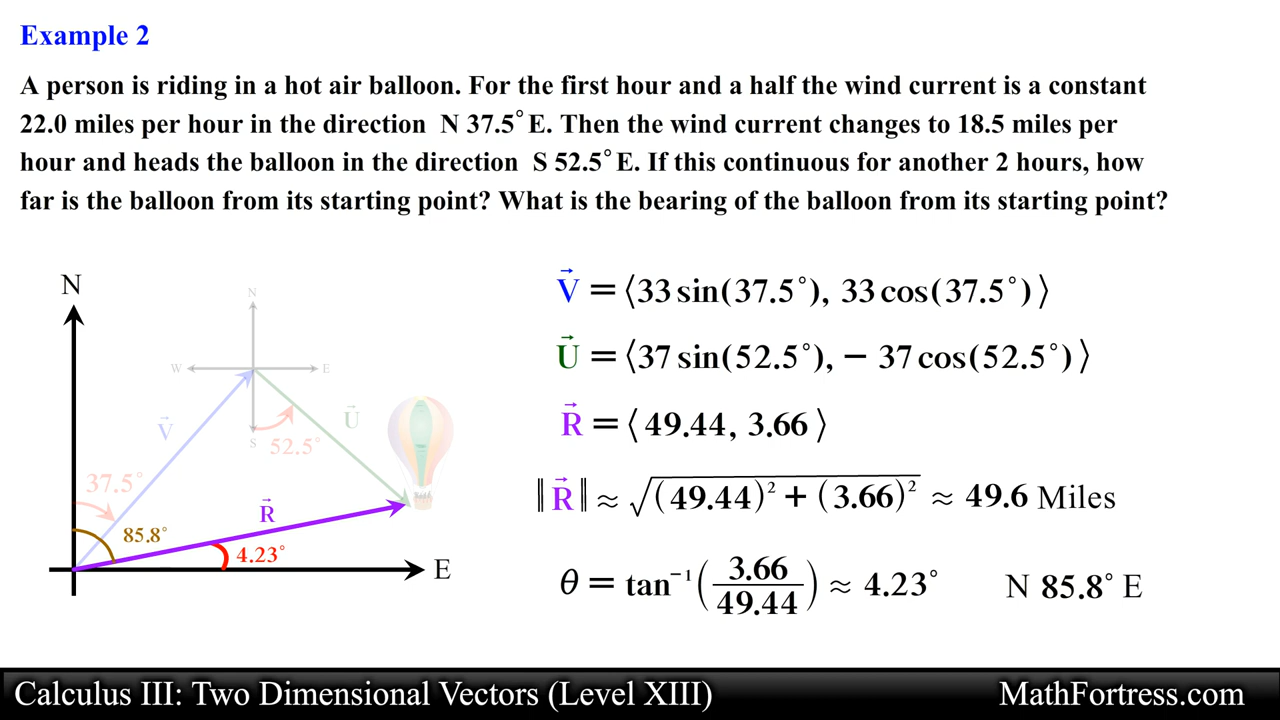 Example 2
A person is riding in a hot air balloon. For the first hour and a half the wind current is a constant
22.0 miles per hour in the direction N 37.5° E. Then the wind current changes to 18.5 miles per
hour and heads the balloon in the direction S 52.5° E. If this continuous for another 2 hours, how
far is the balloon from its starting point? What is the bearing of the balloon from its starting point?
N
N
W
E
S
V⃗
U⃗
37.5°
52.5°
R⃗
85.8°
4.23°
E
V⃗ = ⟨33 sin(37.5°), 33 cos(37.5°)⟩
U⃗ = ⟨37 sin(52.5°), − 37 cos(52.5°)⟩
R⃗ = ⟨49.44, 3.66⟩
‖R⃗‖ ≈ √((49.44)² + (3.66)²) ≈ 49.6 Miles
θ = tan⁻¹(3.66/49.44) ≈ 4.23° N 85.8° E
Calculus III: Two Dimensional Vectors (Level XIII)
MathFortress.com